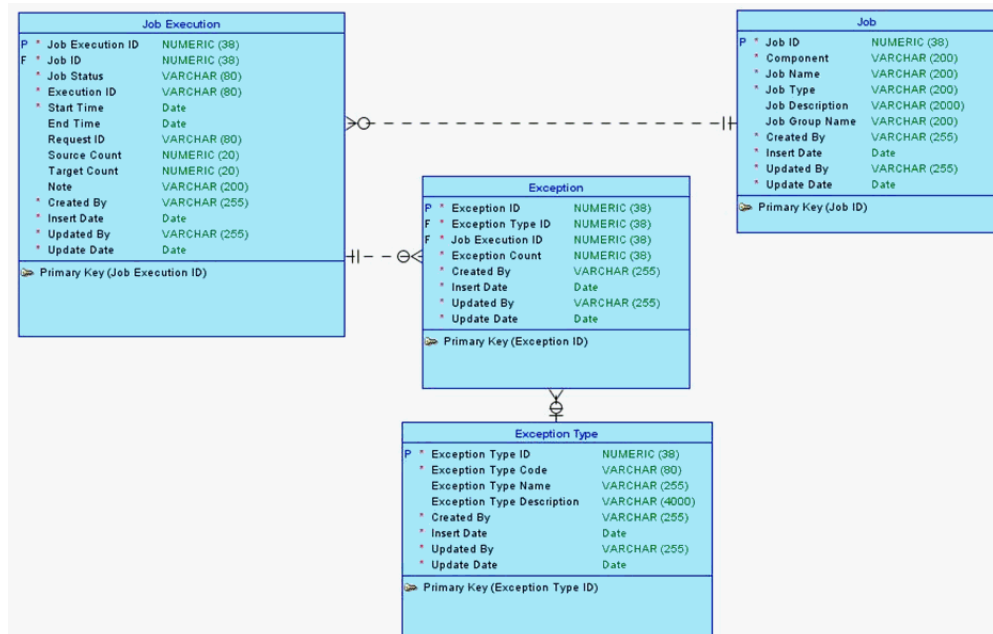 Job Execution
P * Job Execution ID NUMERIC (38)
F * Job ID NUMERIC (38)
* Job Status VARCHAR (80)
* Execution ID VARCHAR (80)
* Start Time Date
End Time Date
Request ID VARCHAR (80)
Source Count NUMERIC (20)
Target Count NUMERIC (20)
Note VARCHAR (200)
* Created By VARCHAR (255)
* Insert Date Date
* Updated By VARCHAR (255)
* Update Date Date
Primary Key (Job Execution ID)
Job
P * Job ID NUMERIC (38)
* Component VARCHAR (200)
* Job Name VARCHAR (200)
* Job Type VARCHAR (200)
Job Description VARCHAR (2000)
Job Group Name VARCHAR (200)
* Created By VARCHAR (255)
* Insert Date Date
* Updated By VARCHAR (255)
* Update Date Date
Primary Key (Job ID)
Exception
P * Exception ID NUMERIC (38)
F * Exception Type ID NUMERIC (38)
F * Job Execution ID NUMERIC (38)
* Exception Count NUMERIC (38)
* Created By VARCHAR (255)
* Insert Date Date
* Updated By VARCHAR (255)
* Update Date Date
Primary Key (Exception ID)
Exception Type
P * Exception Type ID NUMERIC (38)
* Exception Type Code VARCHAR (80)
Exception Type Name VARCHAR (255)
Exception Type Description VARCHAR (4000)
* Created By VARCHAR (255)
* Insert Date Date
* Updated By VARCHAR (255)
* Update Date Date
Primary Key (Exception Type ID)